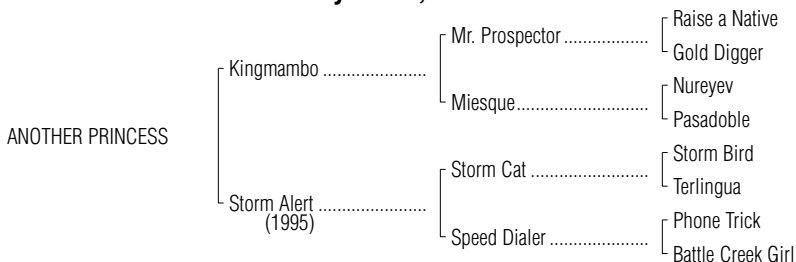 Raise a Native
Mr. Prospector ..................
Gold Digger
Kingmambo ......................
Nureyev
Miesque............................
Pasadoble
ANOTHER PRINCESS
Storm Bird
Storm Cat .........................
Terlingua
Storm Alert .......................
(1995)
Phone Trick
Speed Dialer .....................
Battle Creek Girl